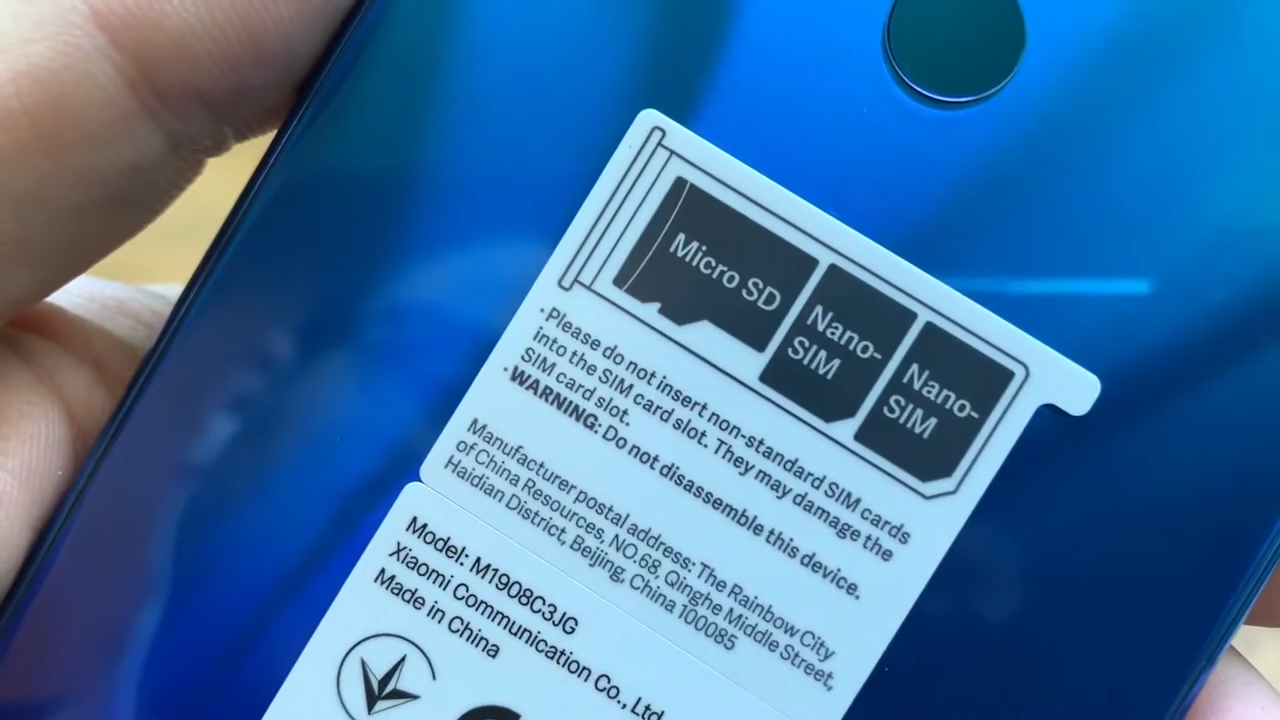 Micro SD
Nano-
SIM
Nano-
SIM
·Please do not insert non-standard SIM cards
into the SIM card slot. They may damage the
SIM card slot.
·WARNING: Do not disassemble this device.
Manufacturer postal address: The Rainbow City
of China Resources, NO.68, Qinghe Middle Street,
Haidian District, Beijing, China 100085
Model: M1908C3JG
Xiaomi Communication Co., Ltd
Made in China